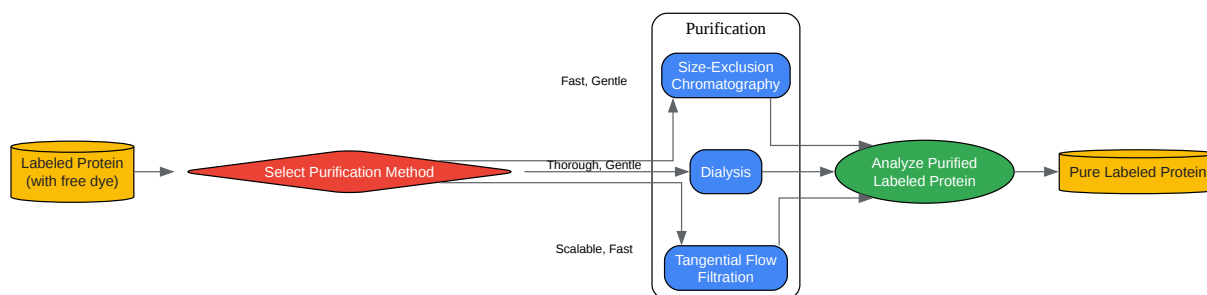 Labeled Protein
(with free dye)
Select Purification Method
Fast, Gentle
Thorough, Gentle
Scalable, Fast
Purification
Size-Exclusion
Chromatography
Dialysis
Tangential Flow
Filtration
Analyze Purified
Labeled Protein
Pure Labeled Protein